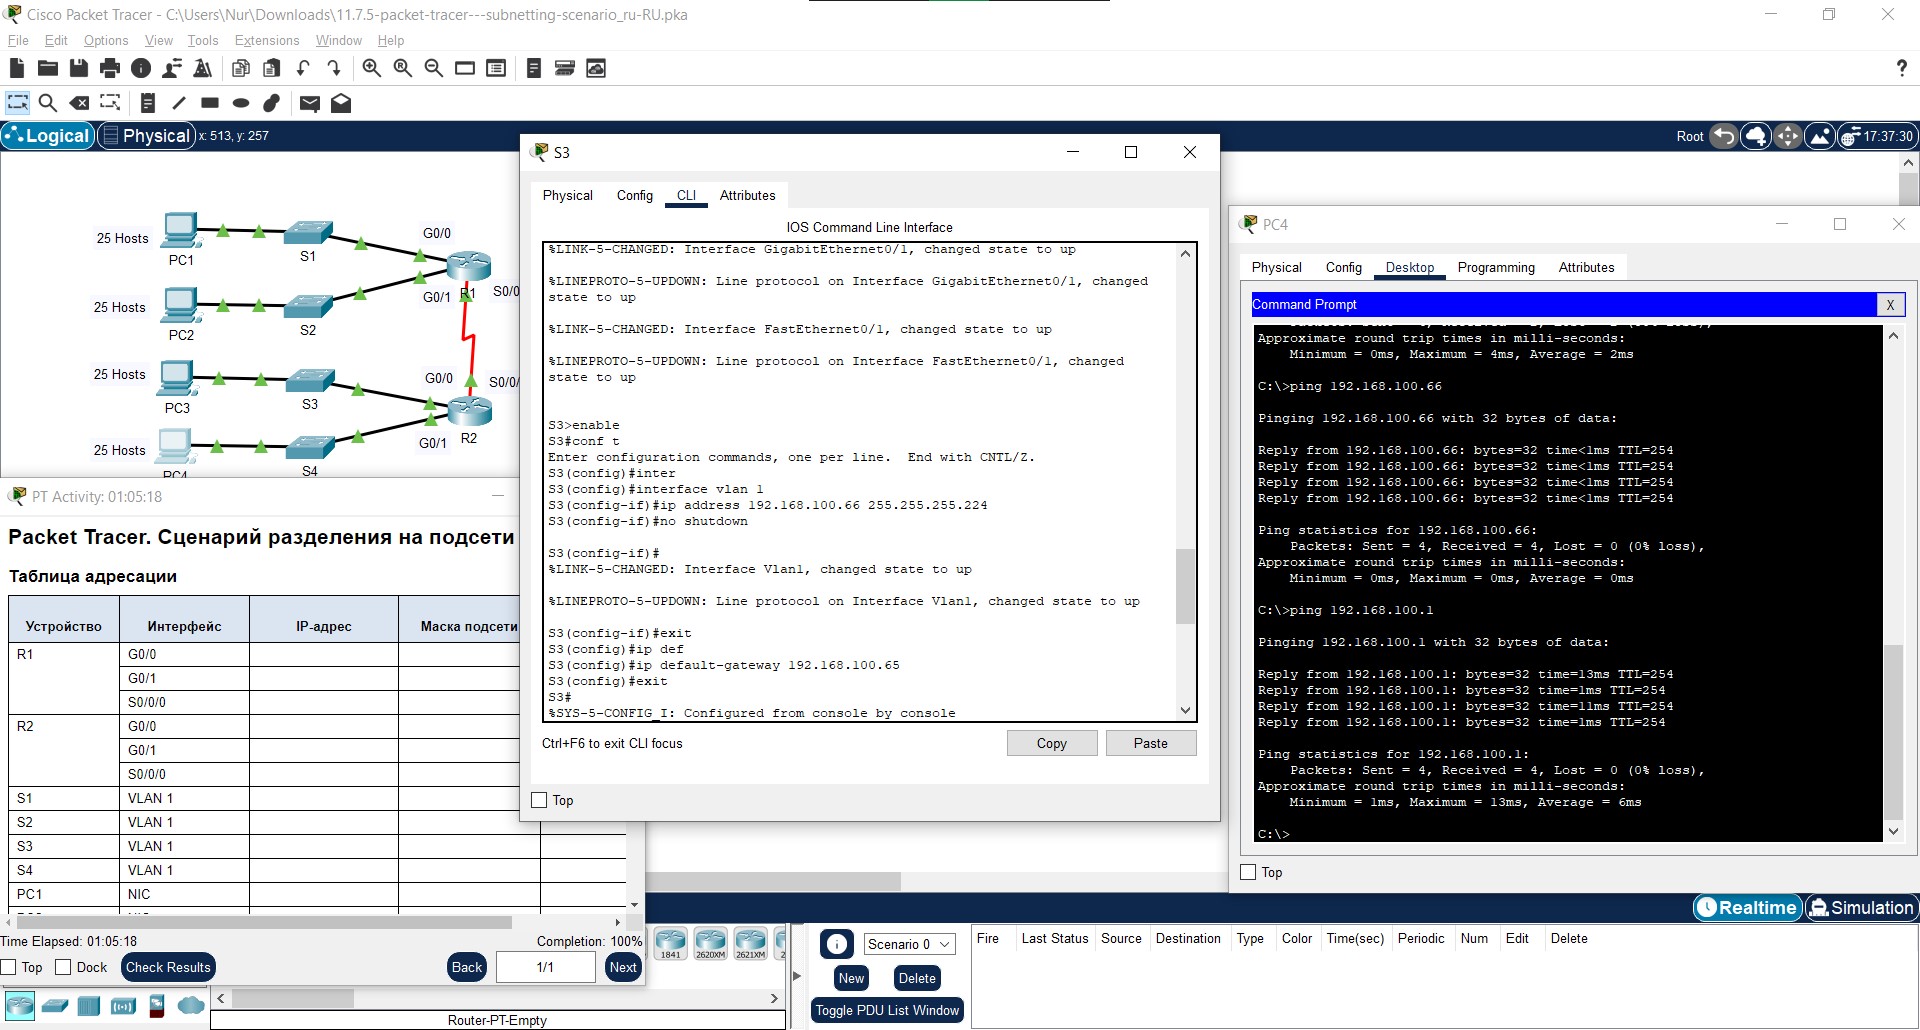 Cisco Packet Tracer - C:\Users\Nur\Downloads\11.7.5-packet-tracer---subnetting-scenario_ru-RU.pka
File Edit Options View Tools Extensions Window Help
?
Logical Physical x: 513, y: 257
Root 17:37:30
25 Hosts
PC1
S1
G0/0
25 Hosts
PC2
S2
G0/1 R1 S0/0
25 Hosts
PC3
S3
G0/0 S0/0/
25 Hosts
PC4
S4
G0/1 R2
PT Activity: 01:05:18
Packet Tracer. Сценарий разделения на подсети
Таблица адресации
Устройство Интерфейс IP-адрес Маска подсети
R1 G0/0
G0/1
S0/0/0
R2 G0/0
G0/1
S0/0/0
S1 VLAN 1
S2 VLAN 1
S3 VLAN 1
S4 VLAN 1
PC1 NIC
Time Elapsed: 01:05:18 Completion: 100%
Top Dock Check Results Back 1/1 Next
S3
Physical Config CLI Attributes
IOS Command Line Interface
%LINK-5-CHANGED: Interface GigabitEthernet0/1, changed state to up
%LINEPROTO-5-UPDOWN: Line protocol on Interface GigabitEthernet0/1, changed
state to up
%LINK-5-CHANGED: Interface FastEthernet0/1, changed state to up
%LINEPROTO-5-UPDOWN: Line protocol on Interface FastEthernet0/1, changed
state to up
S3>enable
S3#conf t
Enter configuration commands, one per line. End with CNTL/Z.
S3(config)#inter
S3(config)#interface vlan 1
S3(config-if)#ip address 192.168.100.66 255.255.255.224
S3(config-if)#no shutdown
S3(config-if)#
%LINK-5-CHANGED: Interface Vlan1, changed state to up
%LINEPROTO-5-UPDOWN: Line protocol on Interface Vlan1, changed state to up
S3(config-if)#exit
S3(config)#ip def
S3(config)#ip default-gateway 192.168.100.65
S3(config)#exit
S3#
%SYS-5-CONFIG_I: Configured from console by console
Ctrl+F6 to exit CLI focus
Copy Paste
Top
PC4
Physical Config Desktop Programming Attributes
Command Prompt X
Approximate round trip times in milli-seconds:
Minimum = 0ms, Maximum = 4ms, Average = 2ms
C:\>ping 192.168.100.66
Pinging 192.168.100.66 with 32 bytes of data:
Reply from 192.168.100.66: bytes=32 time<1ms TTL=254
Reply from 192.168.100.66: bytes=32 time<1ms TTL=254
Reply from 192.168.100.66: bytes=32 time<1ms TTL=254
Reply from 192.168.100.66: bytes=32 time<1ms TTL=254
Ping statistics for 192.168.100.66:
Packets: Sent = 4, Received = 4, Lost = 0 (0% loss),
Approximate round trip times in milli-seconds:
Minimum = 0ms, Maximum = 0ms, Average = 0ms
C:\>ping 192.168.100.1
Pinging 192.168.100.1 with 32 bytes of data:
Reply from 192.168.100.1: bytes=32 time=13ms TTL=254
Reply from 192.168.100.1: bytes=32 time=1ms TTL=254
Reply from 192.168.100.1: bytes=32 time=11ms TTL=254
Reply from 192.168.100.1: bytes=32 time=1ms TTL=254
Ping statistics for 192.168.100.1:
Packets: Sent = 4, Received = 4, Lost = 0 (0% loss),
Approximate round trip times in milli-seconds:
Minimum = 1ms, Maximum = 13ms, Average = 6ms
C:\>
Top
Realtime Simulation
1841 2620XM 2621XM 2
Router-PT-Empty
Scenario 0
New Delete
Toggle PDU List Window
Fire Last Status Source Destination Type Color Time(sec) Periodic Num Edit Delete